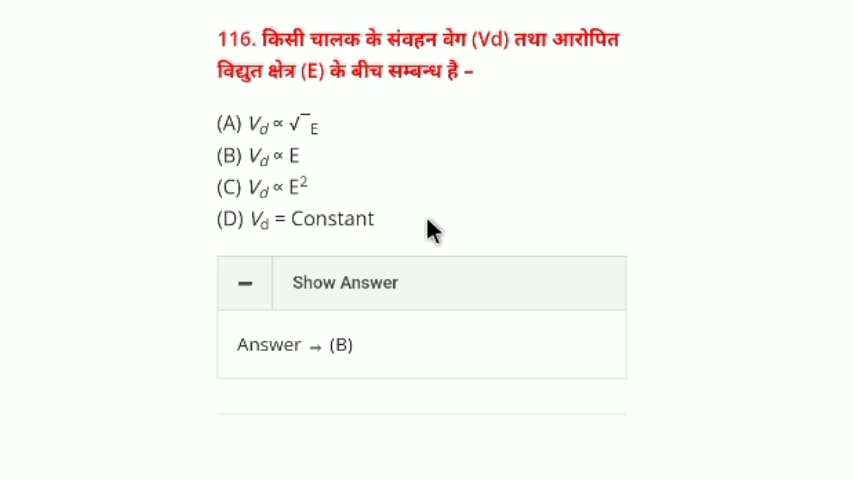 116. किसी चालक के संवहन वेग (Vd) तथा आरोपित
विद्युत क्षेत्र (E) के बीच सम्बन्ध है –
(A) Vd ∝ √‾E
(B) Vd ∝ E
(C) Vd ∝ E²
(D) Vd = Constant
Show Answer
Answer → (B)